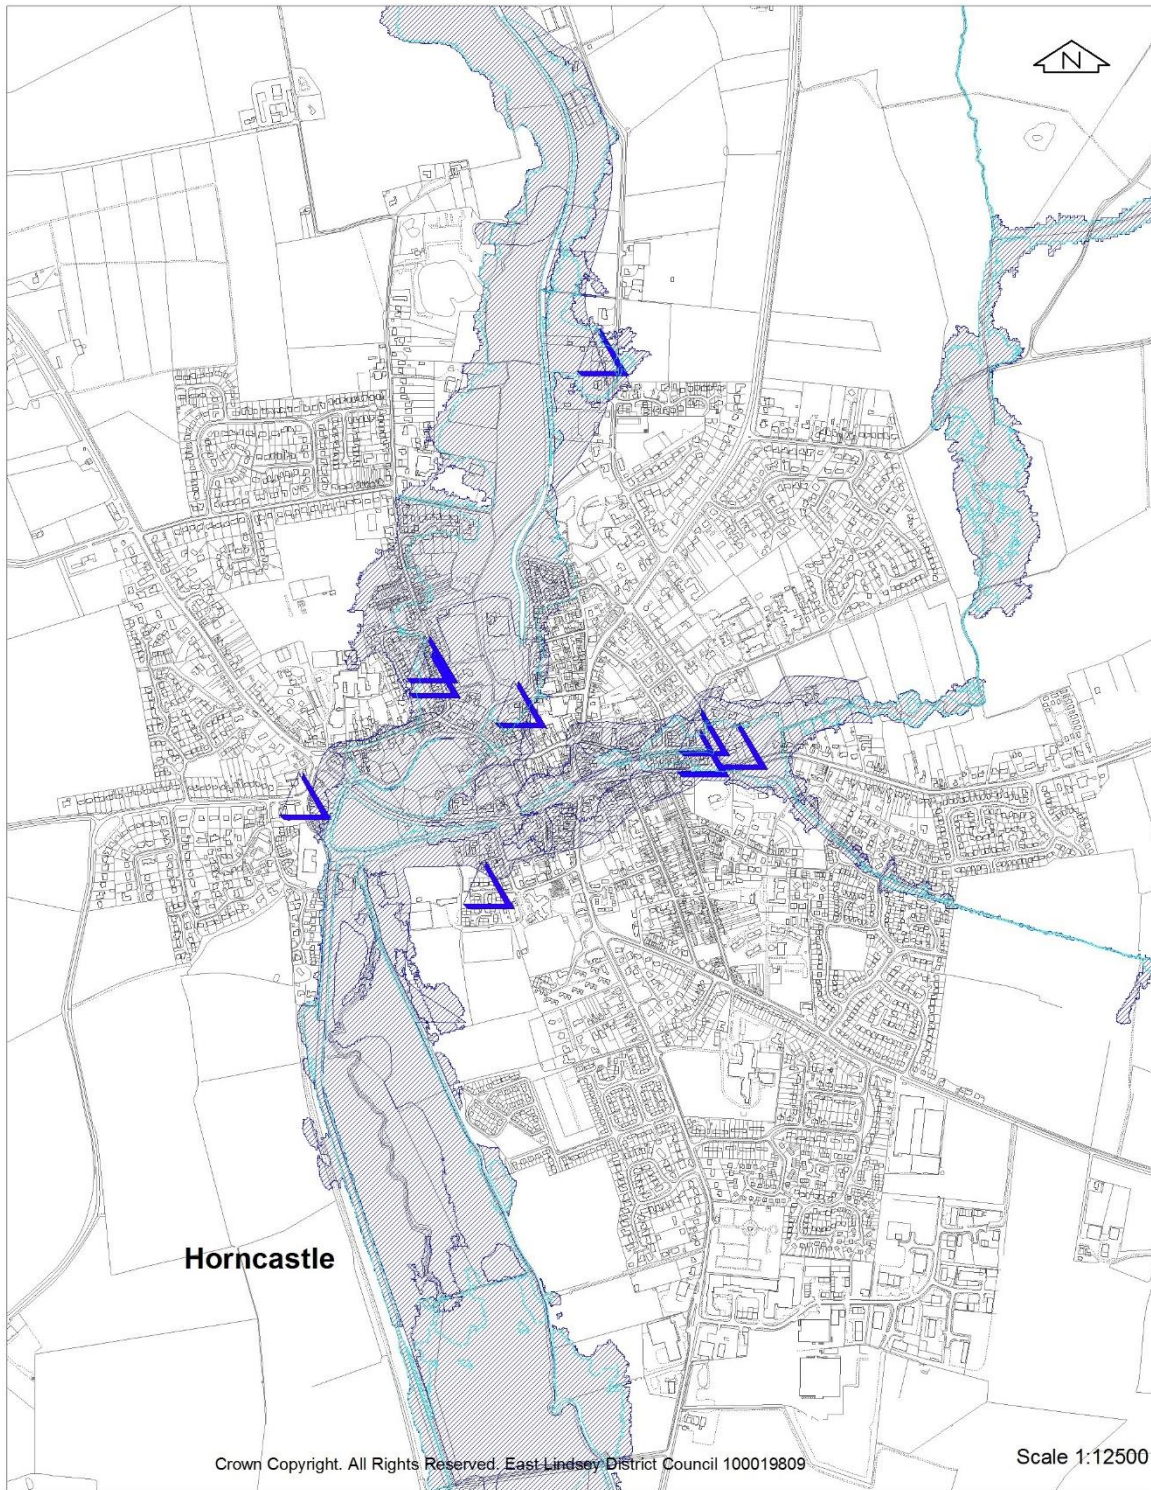 N
Horncastle
Crown Copyright. All Rights Reserved. East Lindsey District Council 100019809
Scale 1:12500